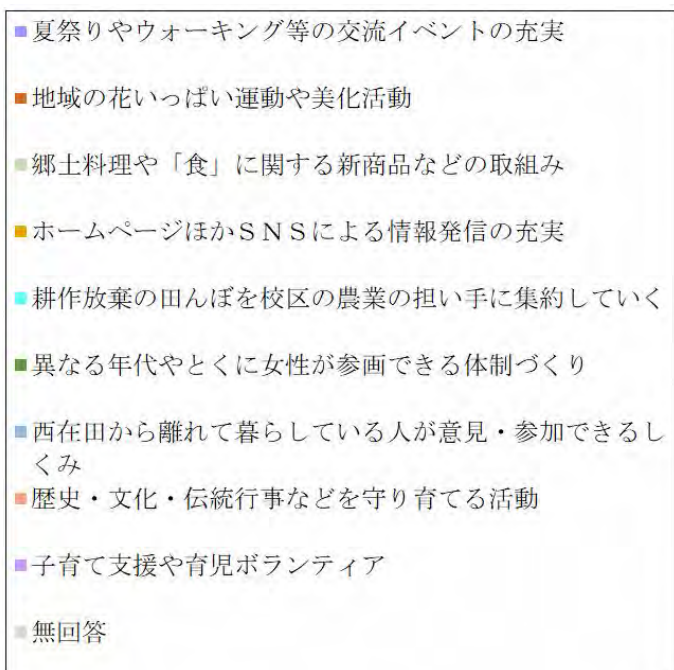 夏祭りやウォーキング等の交流イベントの充実
地域の花いっぱい運動や美化活動
郷土料理や「食」に関する新商品などの取組み
ホームページほかＳＮＳによる情報発信の充実
耕作放棄の田んぼを校区の農業の担い手に集約していく
異なる年代やとくに女性が参画できる体制づくり
西在田から離れて暮らしている人が意見・参加できるし
くみ
歴史・文化・伝統行事などを守り育てる活動
子育て支援や育児ボランティア
無回答